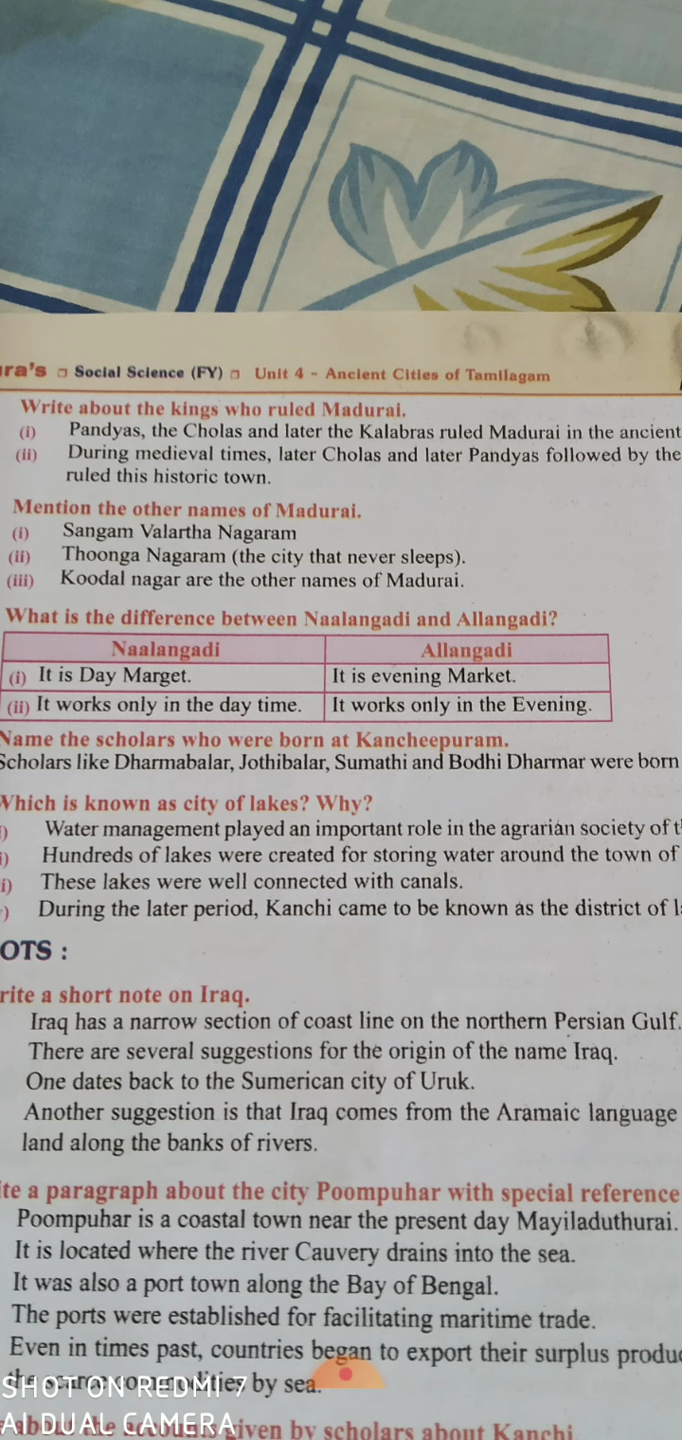 ra's ❐ Social Science (FY) ❐ Unit 4 - Ancient Cities of Tamilagam
Write about the kings who ruled Madurai.
(i) Pandyas, the Cholas and later the Kalabras ruled Madurai in the ancient
(ii) During medieval times, later Cholas and later Pandyas followed by the
ruled this historic town.
Mention the other names of Madurai.
(i) Sangam Valartha Nagaram
(ii) Thoonga Nagaram (the city that never sleeps).
(iii) Koodal nagar are the other names of Madurai.
What is the difference between Naalangadi and Allangadi?
Naalangadi Allangadi
(i) It is Day Marget. It is evening Market.
(ii) It works only in the day time. It works only in the Evening.
Name the scholars who were born at Kancheepuram.
Scholars like Dharmabalar, Jothibalar, Sumathi and Bodhi Dharmar were born
Which is known as city of lakes? Why?
) Water management played an important role in the agrarian society of
i) Hundreds of lakes were created for storing water around the town of
i) These lakes were well connected with canals.
) During the later period, Kanchi came to be known as the district of
OTS :
rite a short note on Iraq.
Iraq has a narrow section of coast line on the northern Persian Gulf.
There are several suggestions for the origin of the name Iraq.
One dates back to the Sumerican city of Uruk.
Another suggestion is that Iraq comes from the Aramaic language
land along the banks of rivers.
ite a paragraph about the city Poompuhar with special reference
Poompuhar is a coastal town near the present day Mayiladuthurai.
It is located where the river Cauvery drains into the sea.
It was also a port town along the Bay of Bengal.
The ports were established for facilitating maritime trade.
Even in times past, countries began to export their surplus produ
the scarce commodities by sea.
about the accounts given by scholars about Kanchi
SHOT ON REDMI 7
AI DUAL CAMERA